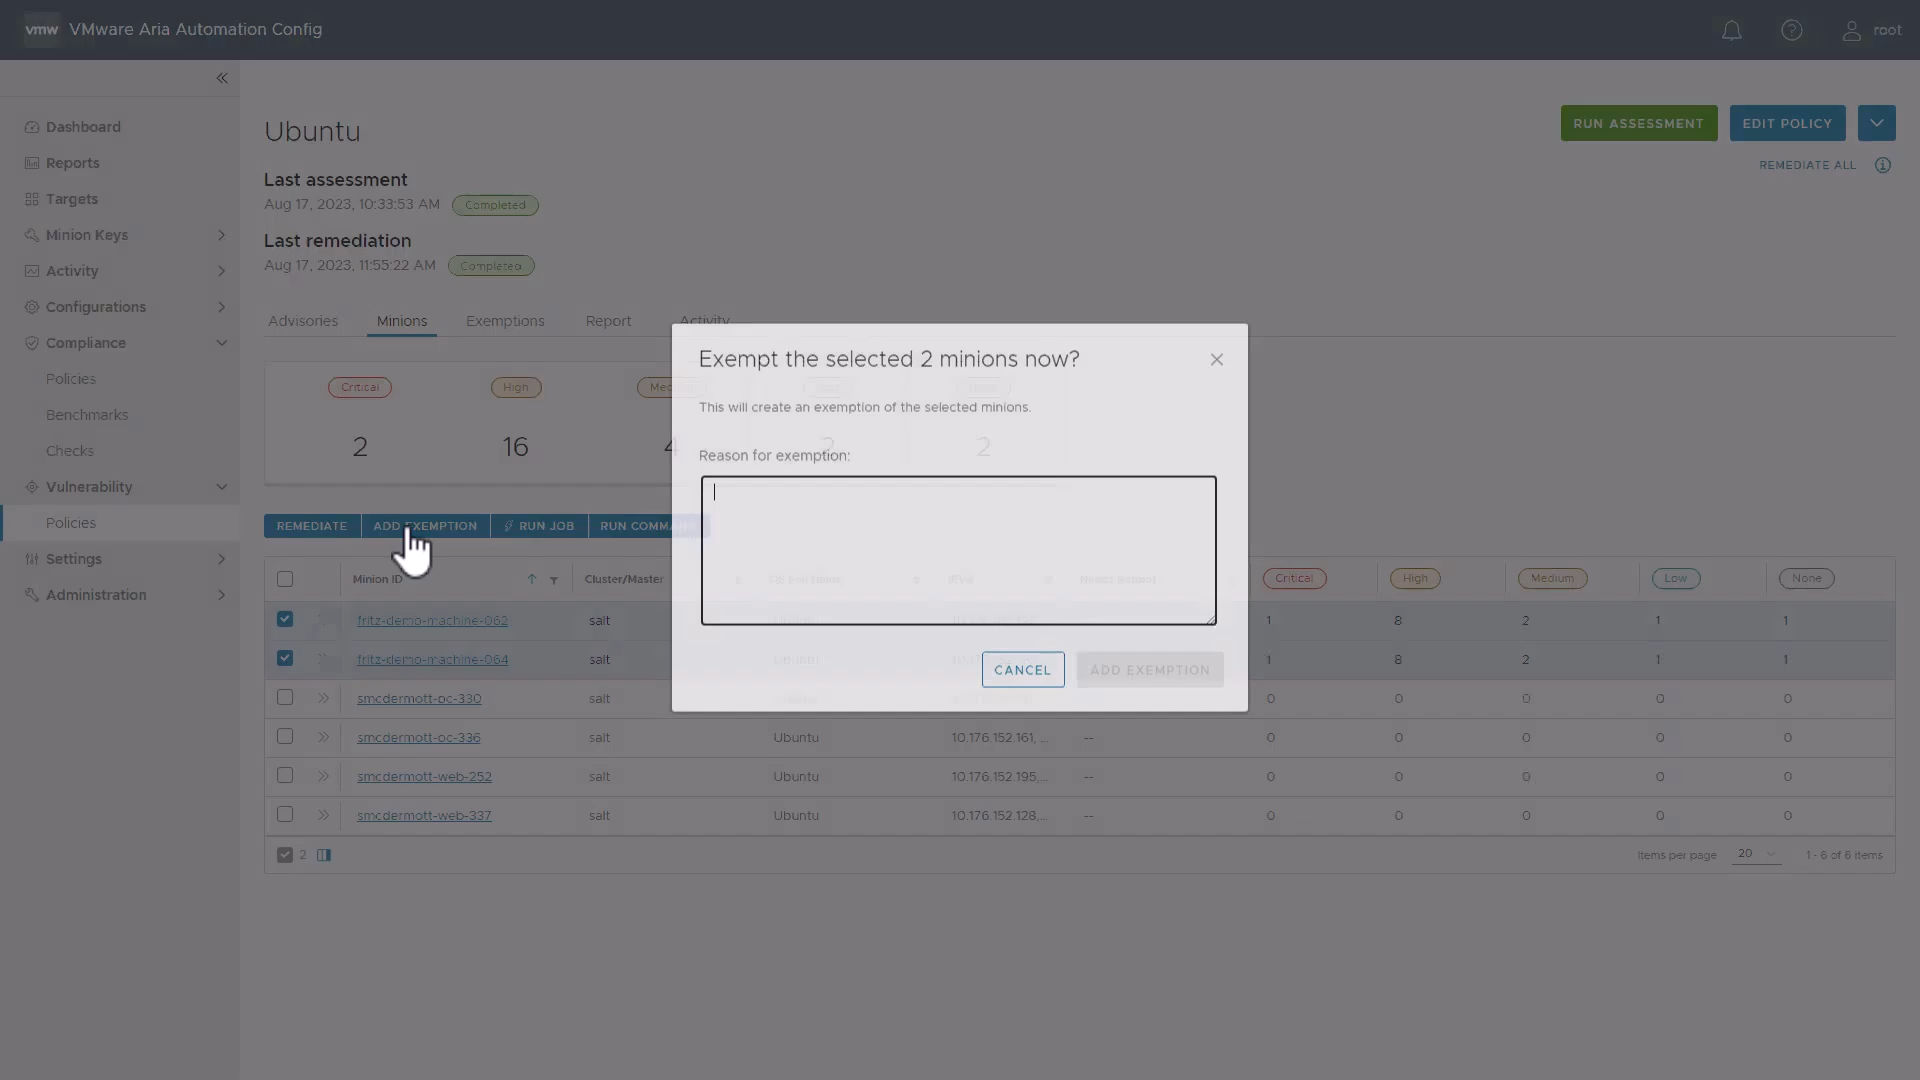 vmw VMware Aria Automation Config
root
Dashboard
Reports
Targets
Minion Keys
Activity
Configurations
Compliance
Policies
Benchmarks
Checks
Vulnerability
Policies
Settings
Administration
Ubuntu
RUN ASSESSMENT
EDIT POLICY
REMEDIATE ALL
Last assessment
Aug 17, 2023, 10:33:53 AM Completed
Last remediation
Aug 17, 2023, 11:55:22 AM Completed
Advisories Minions Exemptions Report Activity
Critical High
2 16 4 2 2
Exempt the selected 2 minions now?
This will create an exemption of the selected minions.
Reason for exemption:
CANCEL ADD EXEMPTION
REMEDIATE ADD EXEMPTION RUN JOB RUN
Minion ID Cluster/Master Critical High Medium Low None
fritz-demo-machine-062 salt 1 8 2 1 1
fritz-demo-machine-064 salt Ubuntu 1 8 2 1 1
smcdermott-oc-330 salt 0 0 0 0 0
smcdermott-oc-336 salt Ubuntu 10.176.152.161, ... -- 0 0 0 0 0
smcdermott-web-252 salt Ubuntu 10.176.152.195,... -- 0 0 0 0 0
smcdermott-web-337 salt Ubuntu 10.176.152.128,... -- 0 0 0 0 0
2
Items per page 20 1 - 6 of 6 items